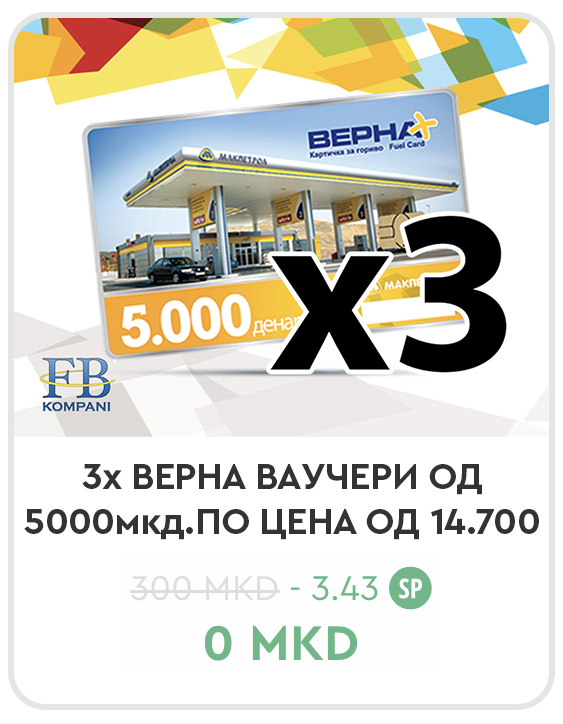 ВЕРНА
Картичка за гориво Fuel Card
МАКПЕТРОЛ
5.000
x3
FB
KOMPANI
3x ВЕРНА ВАУЧЕРИ ОД
5000мкд.ПО ЦЕНА ОД 14.700
300 MKD - 3.43 SP
0 MKD